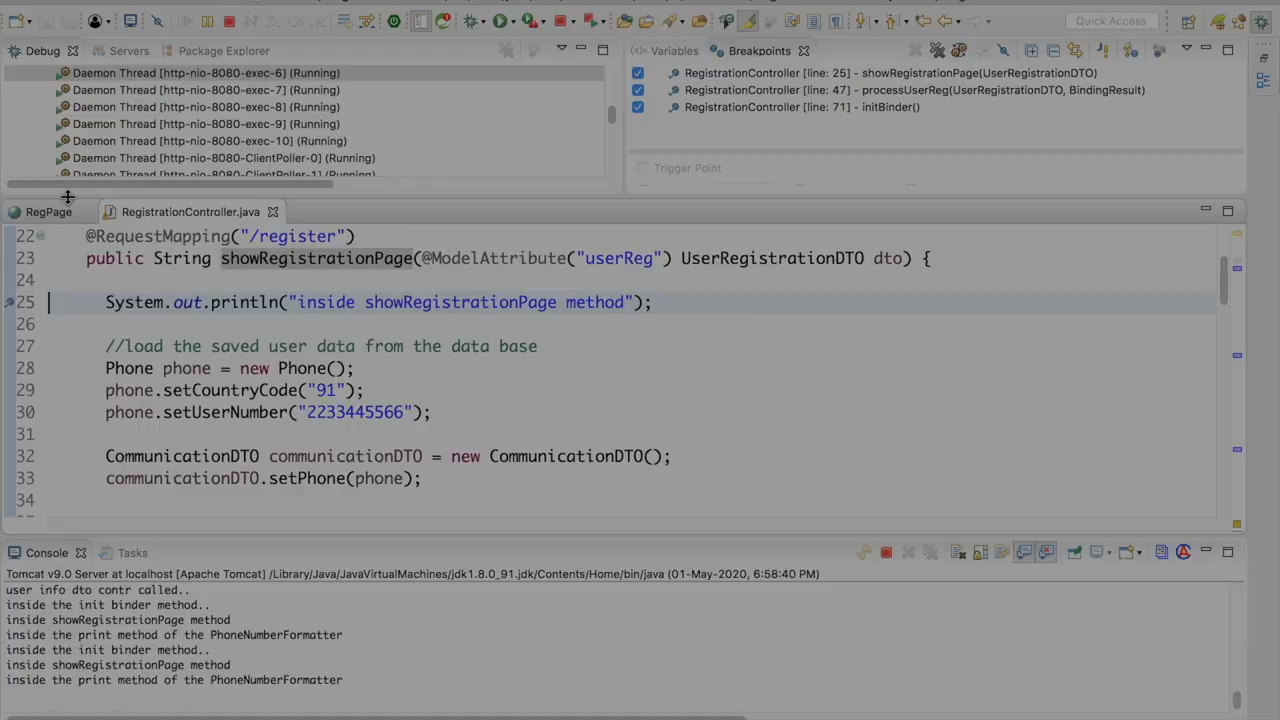 Quick Access
Debug Servers Package Explorer
Daemon Thread [http-nio-8080-exec-6] (Running)
Daemon Thread [http-nio-8080-exec-7] (Running)
Daemon Thread [http-nio-8080-exec-8] (Running)
Daemon Thread [http-nio-8080-exec-9] (Running)
Daemon Thread [http-nio-8080-exec-10] (Running)
Daemon Thread [http-nio-8080-ClientPoller-0] (Running)
Daemon Thread [http-nio-8080-ClientPoller-1] (Running)
(x)= Variables Breakpoints
RegistrationController [line: 25] - showRegistrationPage(UserRegistrationDTO)
RegistrationController [line: 47] - processUserReg(UserRegistrationDTO, BindingResult)
RegistrationController [line: 71] - initBinder()
Trigger Point
RegPage RegistrationController.java
22 @RequestMapping("/register")
23 public String showRegistrationPage(@ModelAttribute("userReg") UserRegistrationDTO dto) {
24
25 System.out.println("inside showRegistrationPage method");
26
27 //load the saved user data from the data base
28 Phone phone = new Phone();
29 phone.setCountryCode("91");
30 phone.setUserNumber("2233445566");
31
32 CommunicationDTO communicationDTO = new CommunicationDTO();
33 communicationDTO.setPhone(phone);
34
Console Tasks
Tomcat v9.0 Server at localhost [Apache Tomcat] /Library/Java/JavaVirtualMachines/jdk1.8.0_91.jdk/Contents/Home/bin/java (01-May-2020, 6:58:40 PM)
user info dto contr called..
inside the init binder method..
inside showRegistrationPage method
inside the print method of the PhoneNumberFormatter
inside the init binder method..
inside showRegistrationPage method
inside the print method of the PhoneNumberFormatter